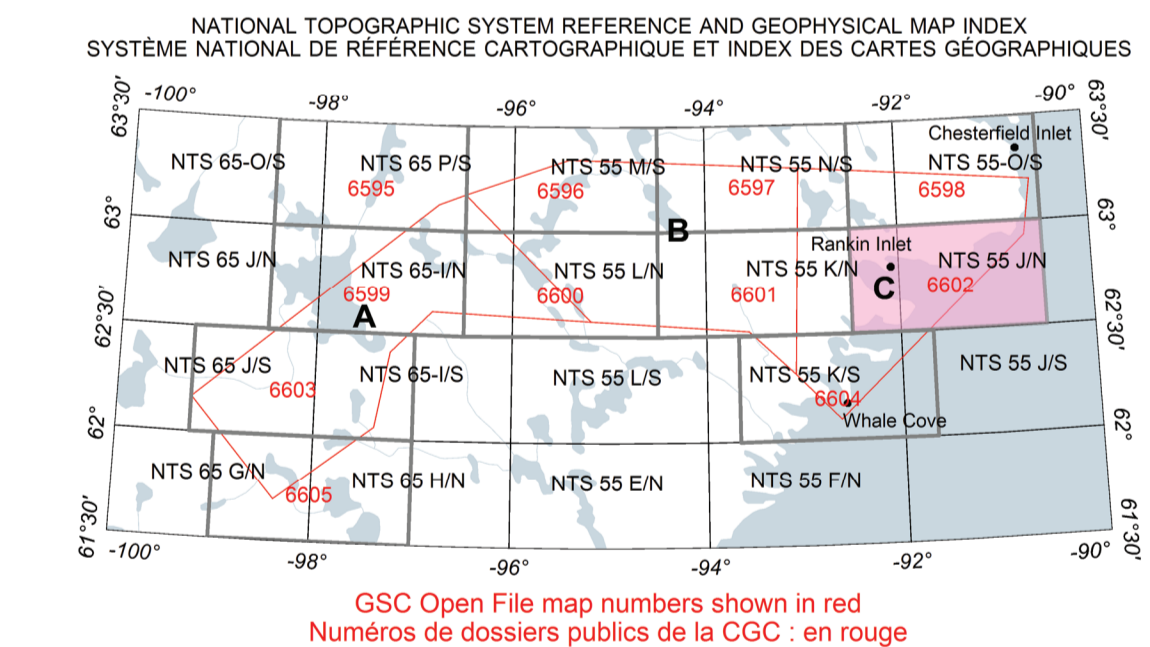 NATIONAL TOPOGRAPHIC SYSTEM REFERENCE AND GEOPHYSICAL MAP INDEX
SYSTÈME NATIONAL DE RÉFÉRENCE CARTOGRAPHIQUE ET INDEX DES CARTES GÉOGRAPHIQUES
-100° -98° -96° -94° -92° -90°
63°30' 63°30'
Chesterfield Inlet
NTS 65-O/S NTS 65 P/S NTS 55 M/S NTS 55 N/S NTS 55-O/S
6595 6596 6597 6598
63° 63°
B
Rankin Inlet
NTS 65 J/N NTS 65-I/N NTS 55 L/N NTS 55 K/N NTS 55 J/N
6599 6600 6601 6602
A C
62°30' 62°30'
NTS 65 J/S NTS 65-I/S NTS 55 L/S NTS 55 K/S NTS 55 J/S
6603 6604
Whale Cove
62° 62°
NTS 65 G/N NTS 65 H/N NTS 55 E/N NTS 55 F/N
6605
61°30' 61°30'
-100° -98° -96° -94° -92° -90°
GSC Open File map numbers shown in red
Numéros de dossiers publics de la CGC : en rouge